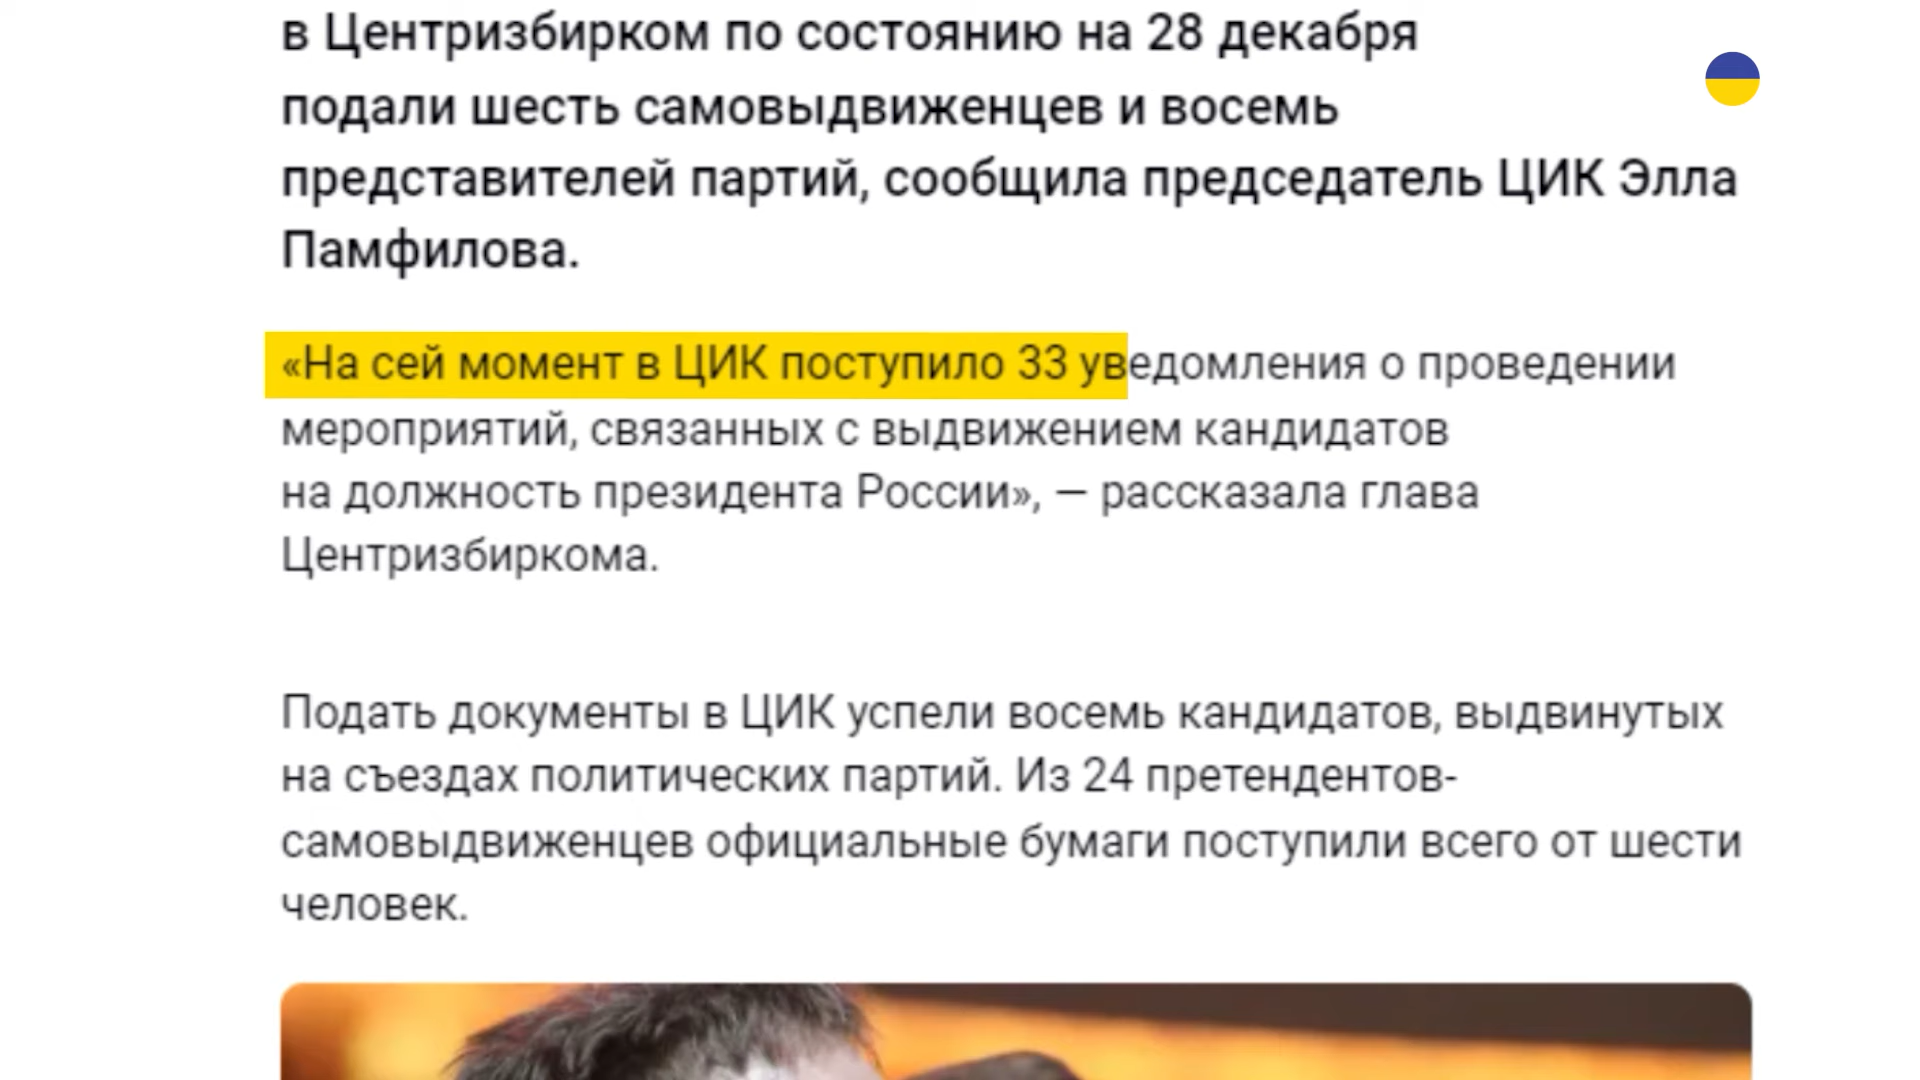 в Центризбирком по состоянию на 28 декабря
подали шесть самовыдвиженцев и восемь
представителей партий, сообщила председатель ЦИК Элла
Памфилова.
«На сей момент в ЦИК поступило 33 уведомления о проведении
мероприятий, связанных с выдвижением кандидатов
на должность президента России», — рассказала глава
Центризбиркома.
Подать документы в ЦИК успели восемь кандидатов, выдвинутых
на съездах политических партий. Из 24 претендентов-
самовыдвиженцев официальные бумаги поступили всего от шести
человек.